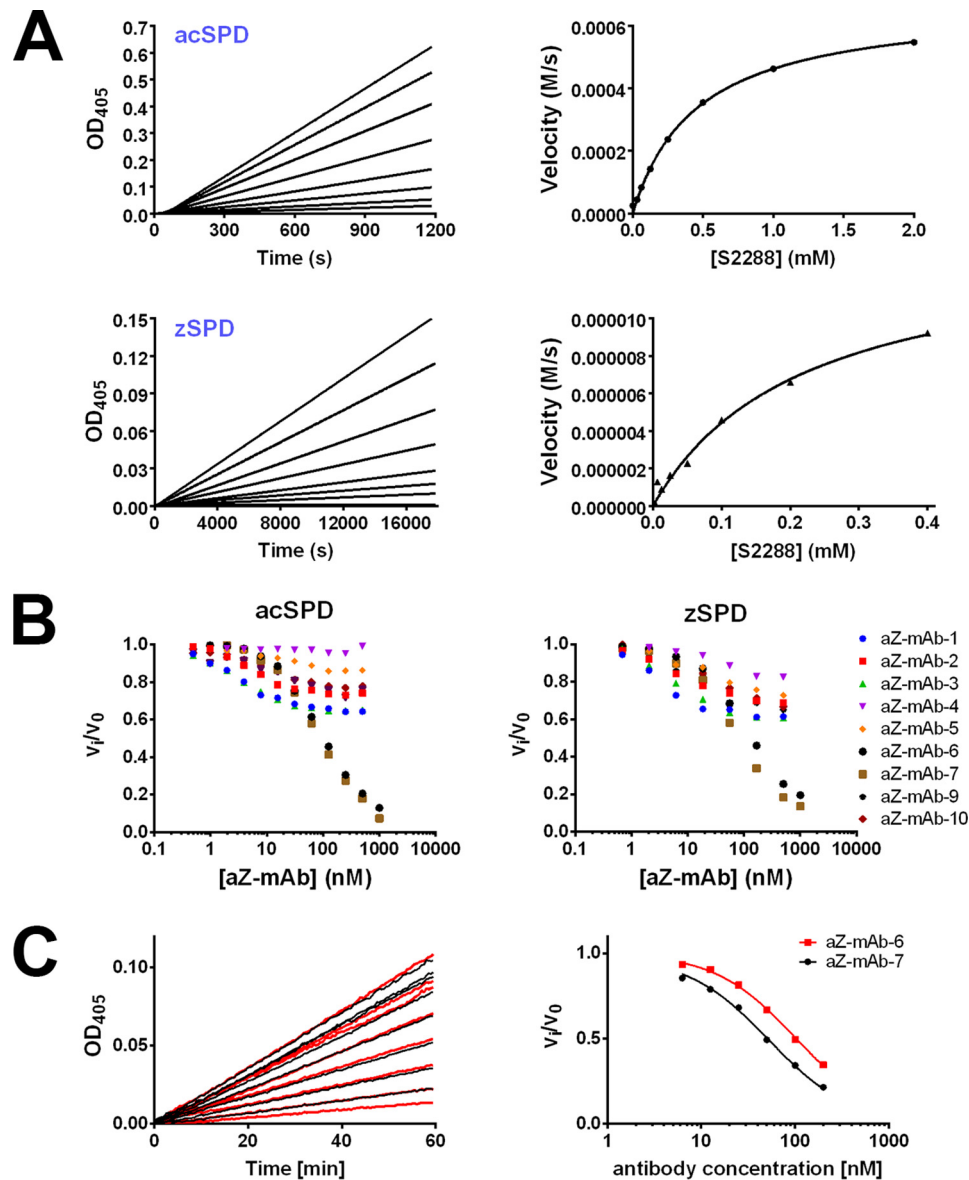 A
acSPD
OD405
0.7
0.6
0.5
0.4
0.3
0.2
0.1
0.0
0 300 600 900 1200
Time (s)
Velocity (M/s)
0.0006
0.0004
0.0002
0.0000
0.0 0.5 1.0 1.5 2.0
[S2288] (mM)
zSPD
OD405
0.15
0.12
0.09
0.06
0.03
0.00
0 4000 8000 12000 16000
Time (s)
Velocity (M/s)
0.000010
0.000008
0.000006
0.000004
0.000002
0.000000
0.0 0.1 0.2 0.3 0.4
[S2288] (mM)
B
acSPD
vi/v0
1.0
0.8
0.6
0.4
0.2
0.0
0.1 1 10 100 1000 10000
[aZ-mAb] (nM)
zSPD
vi/v0
1.0
0.8
0.6
0.4
0.2
0.0
0.1 1 10 100 1000 10000
[aZ-mAb] (nM)
aZ-mAb-1
aZ-mAb-2
aZ-mAb-3
aZ-mAb-4
aZ-mAb-5
aZ-mAb-6
aZ-mAb-7
aZ-mAb-9
aZ-mAb-10
C
OD405
0.10
0.05
0.00
0 20 40 60
Time [min]
vi/v0
1.0
0.5
0.0
1 10 100 1000
antibody concentration [nM]
aZ-mAb-6
aZ-mAb-7